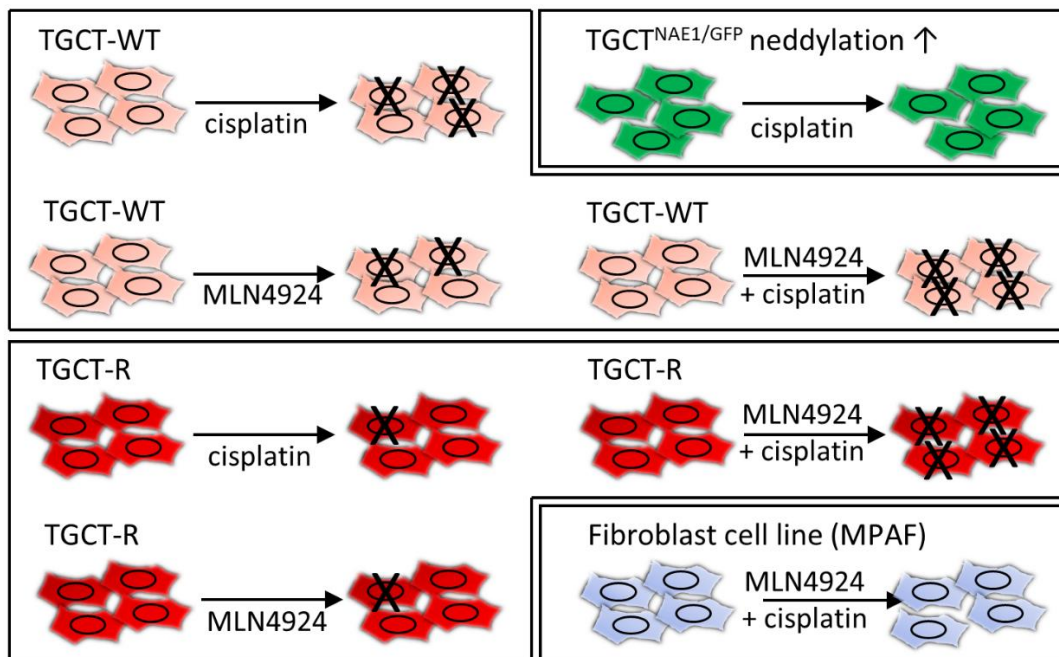 TGCT-WT
cisplatin
TGCT^NAE1/GFP neddylation ↑
cisplatin
TGCT-WT
MLN4924
TGCT-WT
MLN4924
+ cisplatin
TGCT-R
cisplatin
TGCT-R
MLN4924
+ cisplatin
TGCT-R
MLN4924
Fibroblast cell line (MPAF)
MLN4924
+ cisplatin